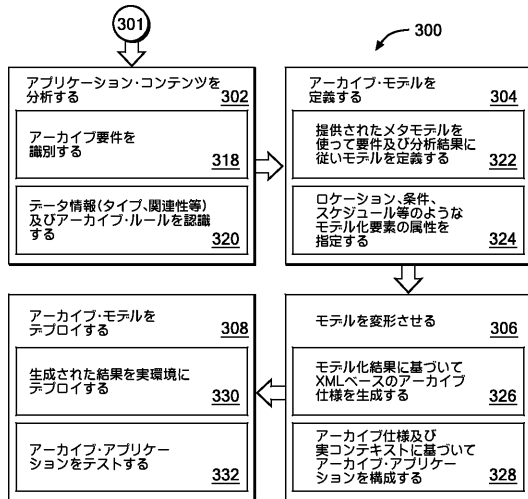 301
300
アプリケーション・コンテンツを
分析する 302
アーカイブ要件を
識別する 318
データ情報(タイプ、関連性等)
及びアーカイブ・ルールを認識
する 320
アーカイブ・モデルを
定義する 304
提供されたメタモデルを
使って要件及び分析結果に
従いモデルを定義する 322
ロケーション、条件、
スケジュール等のような
モデル化要素の属性を
指定する 324
モデルを変形させる 306
モデル化結果に基づいて
XMLベースのアーカイブ
仕様を生成する 326
アーカイブ仕様及び
実コンテキストに基づいて
アーカイブ・アプリケーション
を構成する 328
アーカイブ・モデルを
デプロイする 308
生成された結果を実環境に
デプロイする 330
アーカイブ・アプリケー
ションをテストする 332